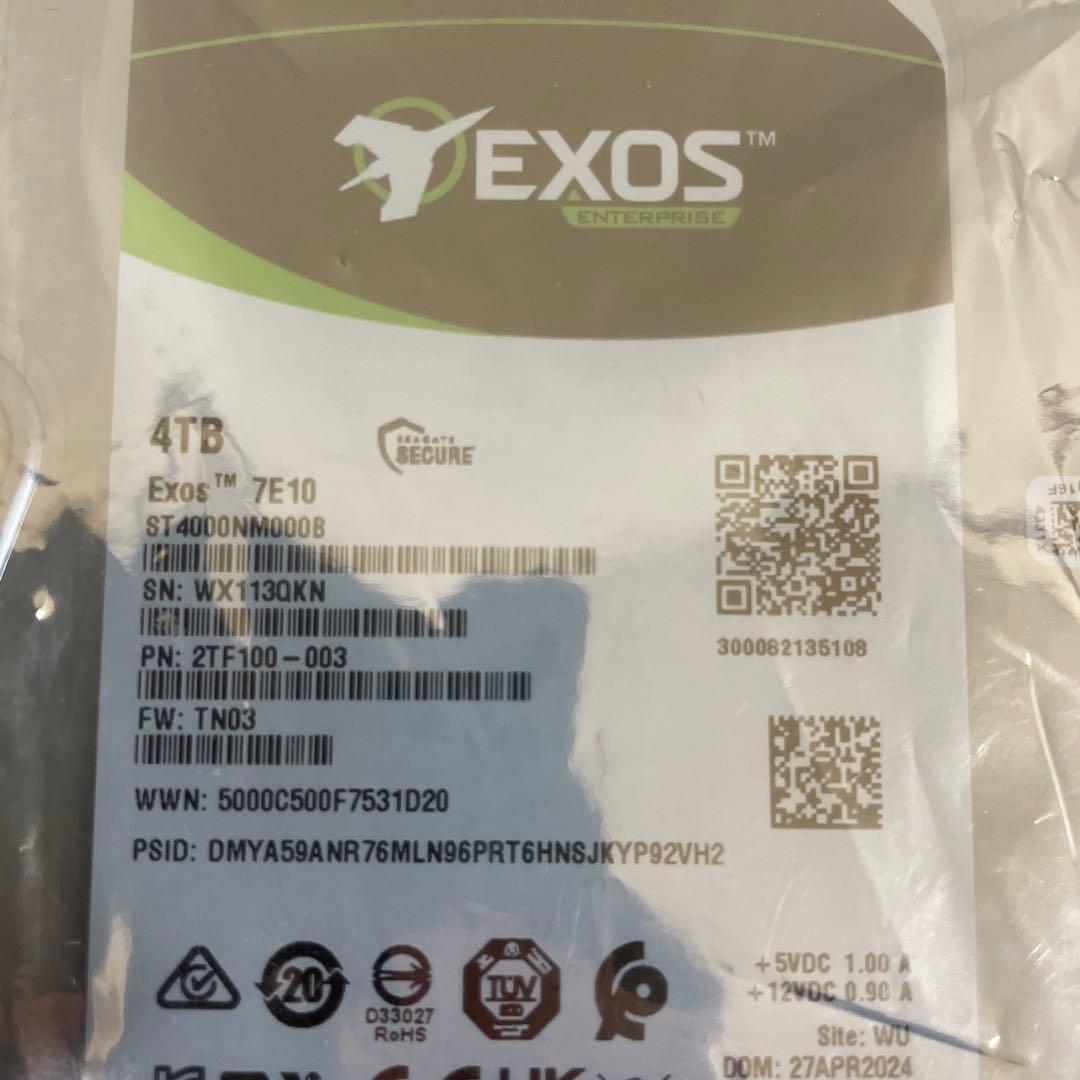 EXOS™
ENTERPRISE
4TB
SEAGATE
SECURE
Exos™ 7E10
ST4000NM000B
SN: WX113QKN
PN: 2TF100-003
FW: TN03
WWN: 5000C500F7531D20
PSID: DMYA59ANR76MLN96PRT6HNSJKYP92VH2
300082135108
20
D33027
RoHS
TÜV
+5VDC 1.00 A
+12VDC 0.90 A
Site: WU
DOM: 27APR2024